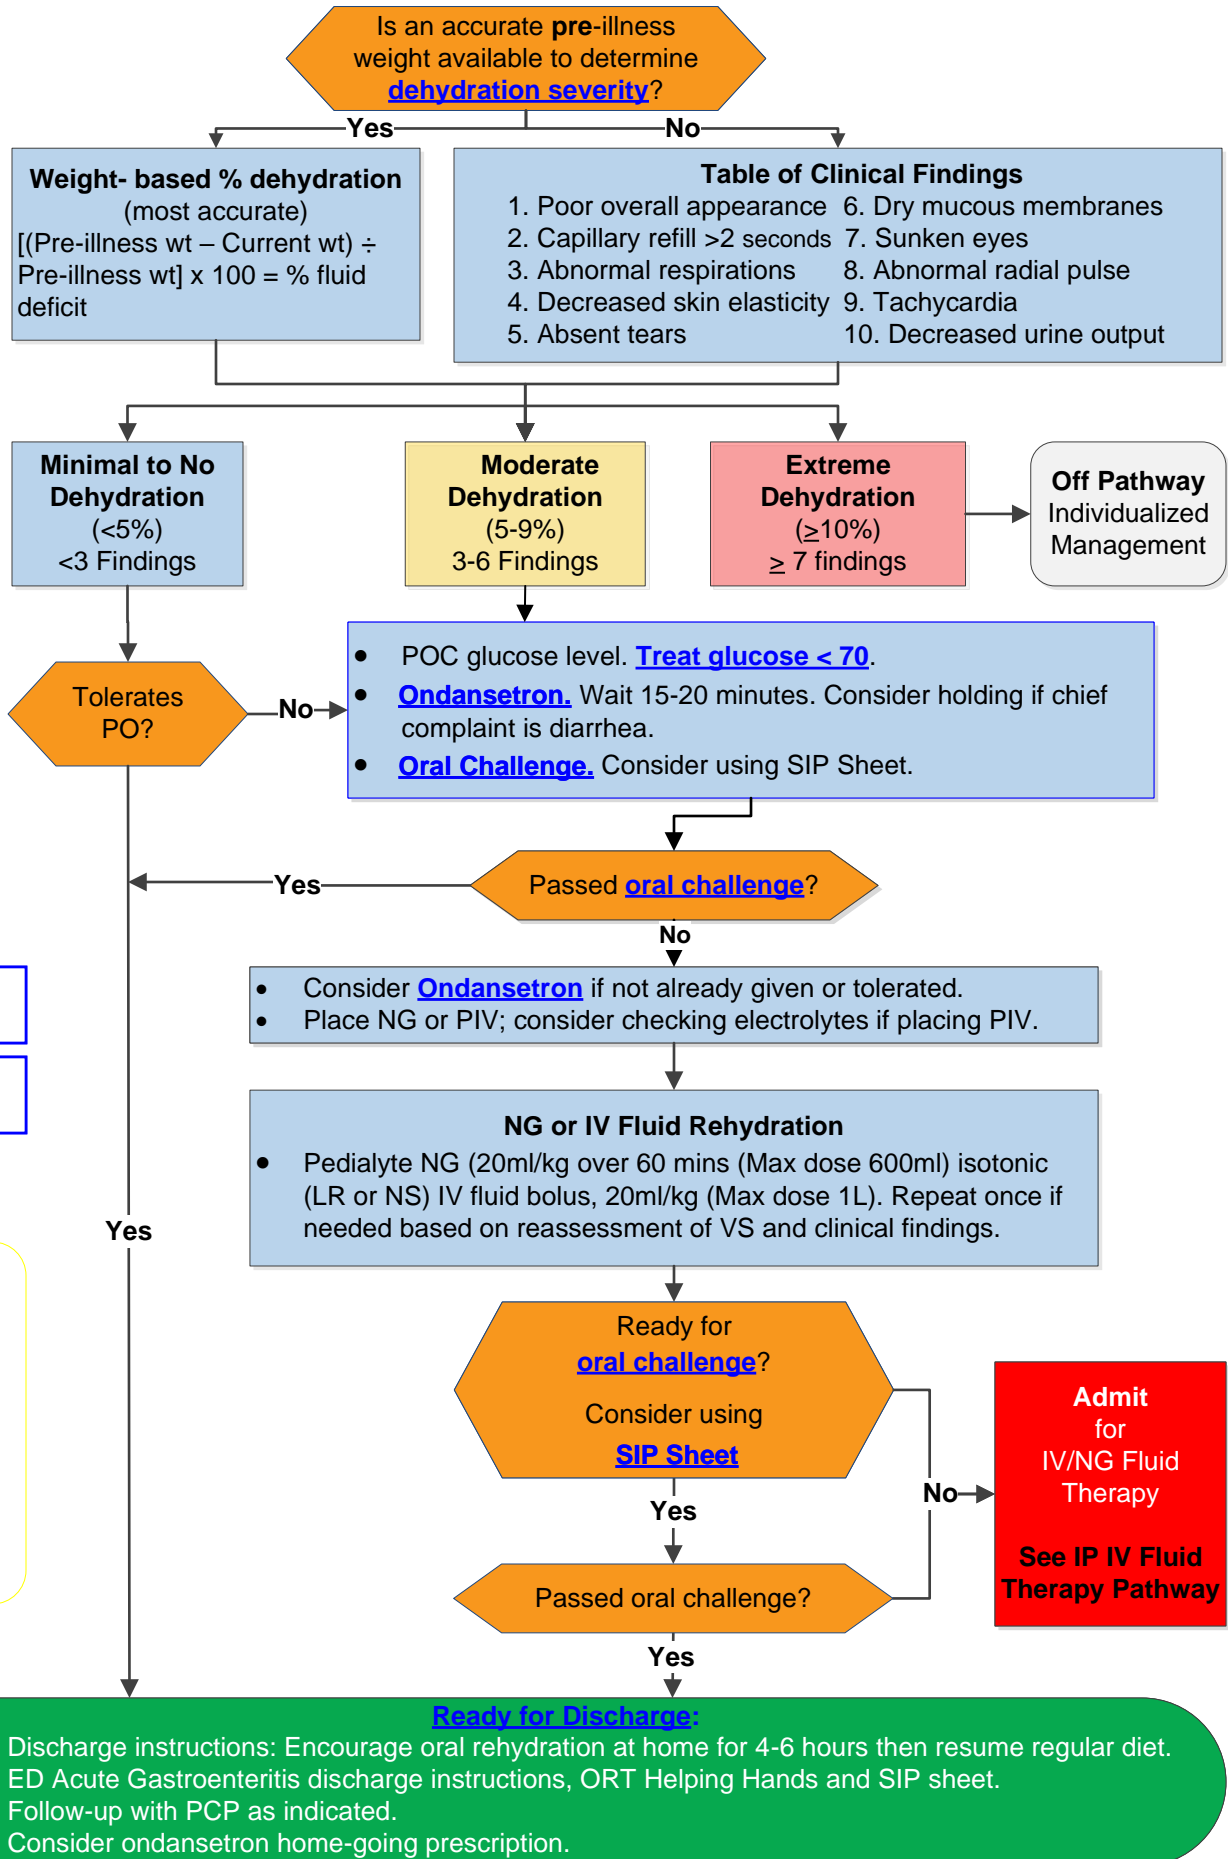 Is an accurate pre-illness
weight available to determine
dehydration severity?
Yes
No
Weight- based % dehydration
(most accurate)
[(Pre-illness wt – Current wt) ÷
Pre-illness wt] x 100 = % fluid
deficit
Table of Clinical Findings
1. Poor overall appearance
2. Capillary refill >2 seconds
3. Abnormal respirations
4. Decreased skin elasticity
5. Absent tears
6. Dry mucous membranes
7. Sunken eyes
8. Abnormal radial pulse
9. Tachycardia
10. Decreased urine output
Minimal to No
Dehydration
(<5%)
<3 Findings
Moderate
Dehydration
(5-9%)
3-6 Findings
Extreme
Dehydration
(≥10%)
≥ 7 findings
Off Pathway
Individualized
Management
Tolerates
PO?
No
• POC glucose level. Treat glucose < 70.
• Ondansetron. Wait 15-20 minutes. Consider holding if chief
complaint is diarrhea.
• Oral Challenge. Consider using SIP Sheet.
Passed oral challenge?
Yes
No
• Consider Ondansetron if not already given or tolerated.
• Place NG or PIV; consider checking electrolytes if placing PIV.
NG or IV Fluid Rehydration
• Pedialyte NG (20ml/kg over 60 mins (Max dose 600ml) isotonic
(LR or NS) IV fluid bolus, 20ml/kg (Max dose 1L). Repeat once if
needed based on reassessment of VS and clinical findings.
Yes
Ready for
oral challenge?
Consider using
SIP Sheet
Yes
No
Admit
for
IV/NG Fluid
Therapy
See IP IV Fluid
Therapy Pathway
Passed oral challenge?
Yes
Ready for Discharge:
Discharge instructions: Encourage oral rehydration at home for 4-6 hours then resume regular diet.
ED Acute Gastroenteritis discharge instructions, ORT Helping Hands and SIP sheet.
Follow-up with PCP as indicated.
Consider ondansetron home-going prescription.